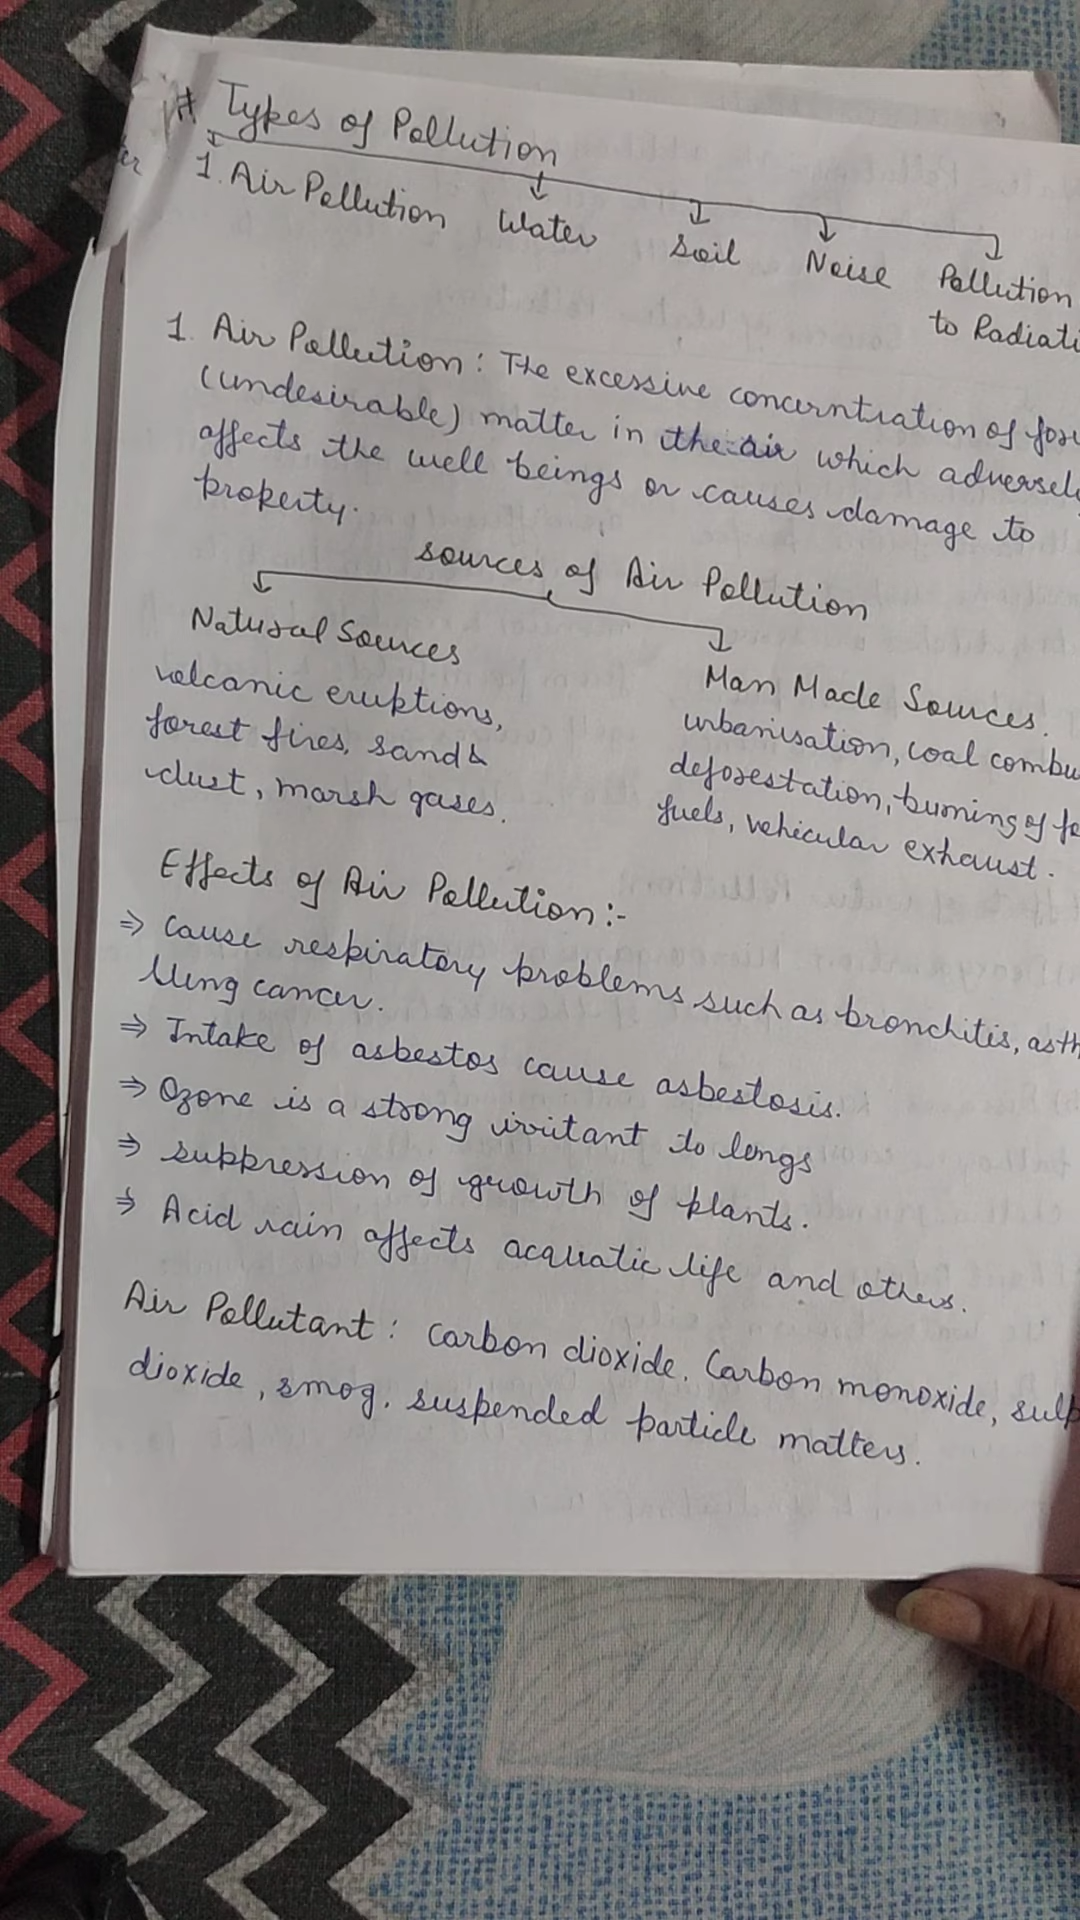 # Types of Pollution
1. Air Pollution Water Soil Noise Pollution
to Radiati
1. Air Pollution: The excessive concerntration of
(undesirable) matter in the air which adversel
affects the well beings or causes damage to
property.
sources of Air Pollution
Natural Sources
volcanic eruptions,
forest fires, sand &
dust, marsh gases.
Man Made Sources.
urbanisation, coal combu
deforestation, burning of
fuels, vehicular exhaust.
Effects of Air Pollution:-
⇒ Cause respiratory problems such as bronchitis, asth
lung cancer.
⇒ Intake of asbestos cause asbestosis.
⇒ Ozone is a strong irritant to longs
⇒ suppression of growth of plants.
⇒ Acid rain affects acquatic life and others.
Air Pollutant: Carbon dioxide, Carbon monoxide, sulp
dioxide, smog, suspended particle matters.